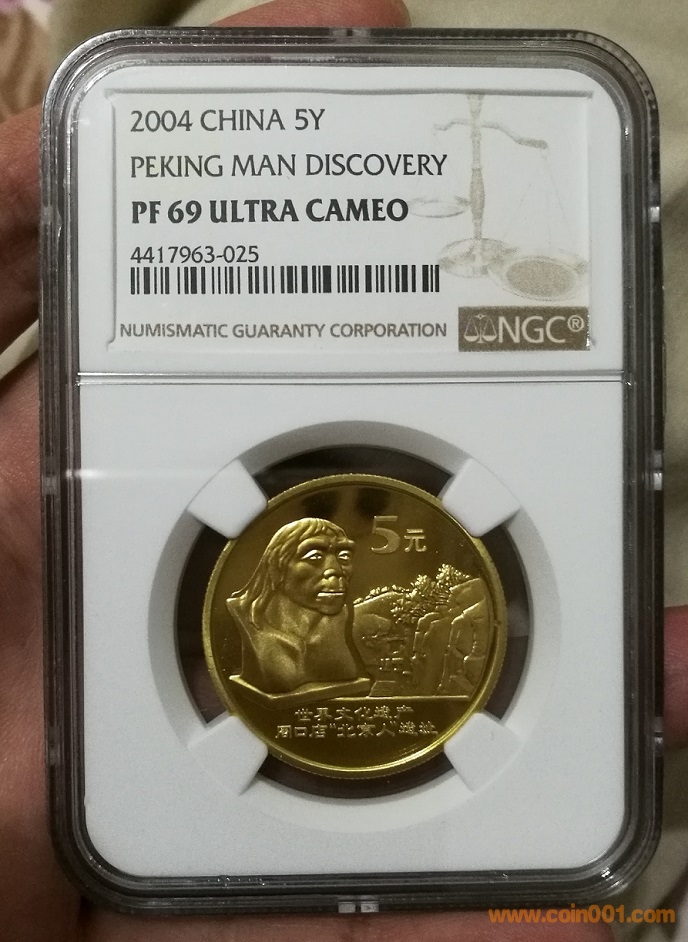 2004 CHINA 5Y
PEKING MAN DISCOVERY
PF 69 ULTRA CAMEO
4417963-025
NUMISMATIC GUARANTY CORPORATION
NGC®
5元
世界文化遗产
周口店"北京人"遗址
www.coin001.com